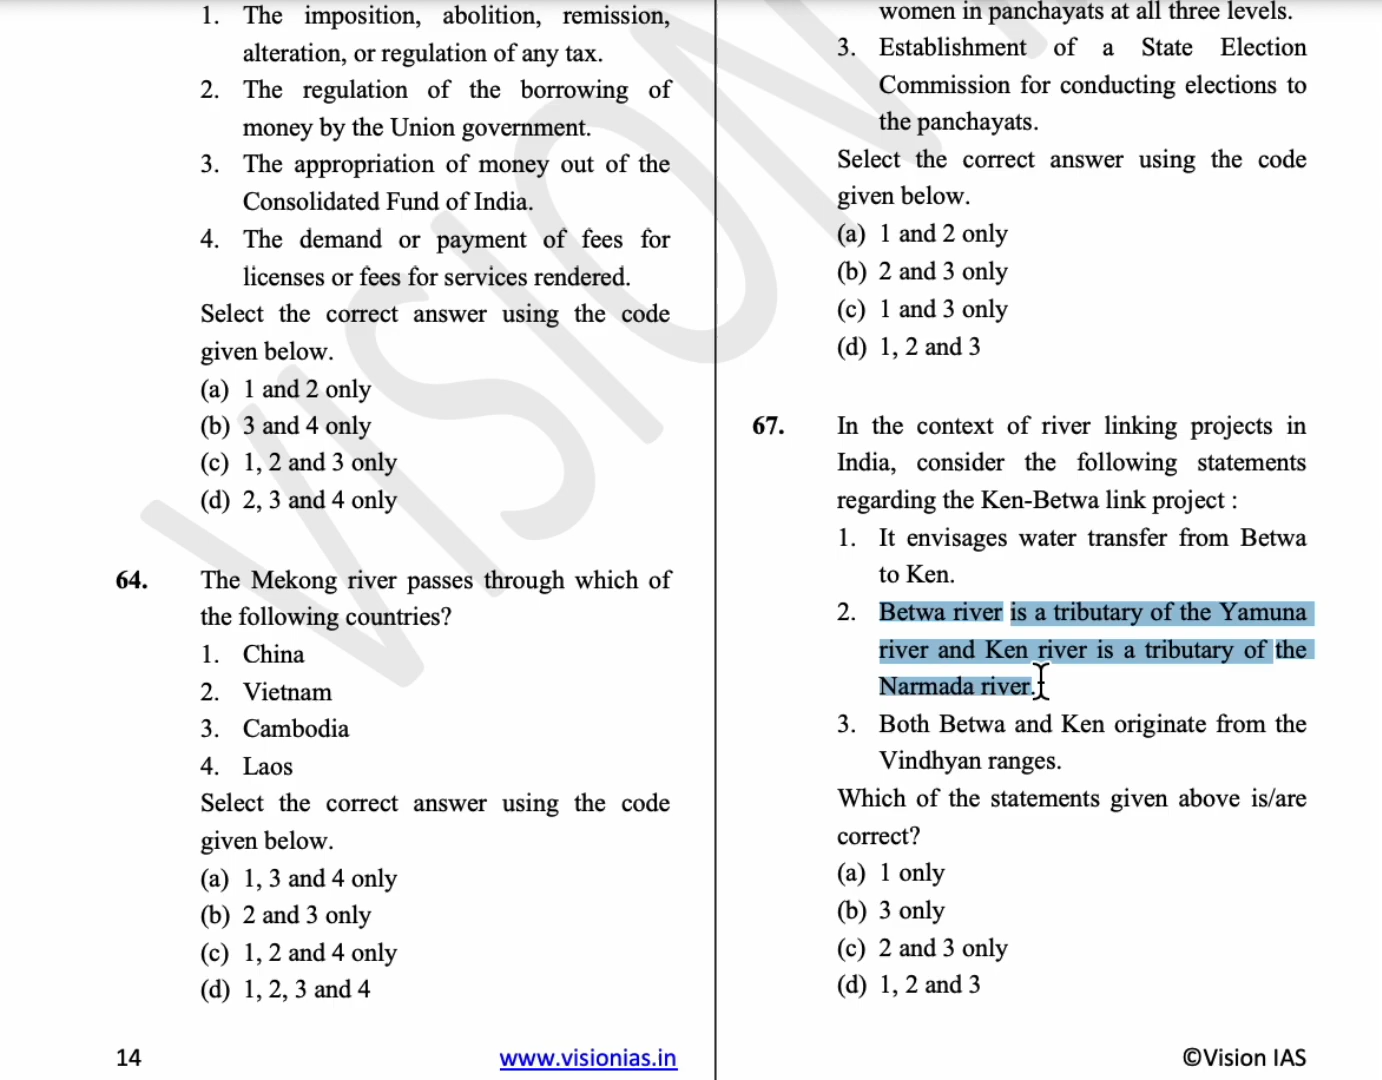 1. The imposition, abolition, remission,
alteration, or regulation of any tax.
2. The regulation of the borrowing of
money by the Union government.
3. The appropriation of money out of the
Consolidated Fund of India.
4. The demand or payment of fees for
licenses or fees for services rendered.
Select the correct answer using the code
given below.
(a) 1 and 2 only
(b) 3 and 4 only
(c) 1, 2 and 3 only
(d) 2, 3 and 4 only
64. The Mekong river passes through which of
the following countries?
1. China
2. Vietnam
3. Cambodia
4. Laos
Select the correct answer using the code
given below.
(a) 1, 3 and 4 only
(b) 2 and 3 only
(c) 1, 2 and 4 only
(d) 1, 2, 3 and 4
women in panchayats at all three levels.
3. Establishment of a State Election
Commission for conducting elections to
the panchayats.
Select the correct answer using the code
given below.
(a) 1 and 2 only
(b) 2 and 3 only
(c) 1 and 3 only
(d) 1, 2 and 3
67. In the context of river linking projects in
India, consider the following statements
regarding the Ken-Betwa link project :
1. It envisages water transfer from Betwa
to Ken.
2. Betwa river is a tributary of the Yamuna
river and Ken river is a tributary of the
Narmada river.
3. Both Betwa and Ken originate from the
Vindhyan ranges.
Which of the statements given above is/are
correct?
(a) 1 only
(b) 3 only
(c) 2 and 3 only
(d) 1, 2 and 3
14 www.visionias.in ©Vision IAS
VISION